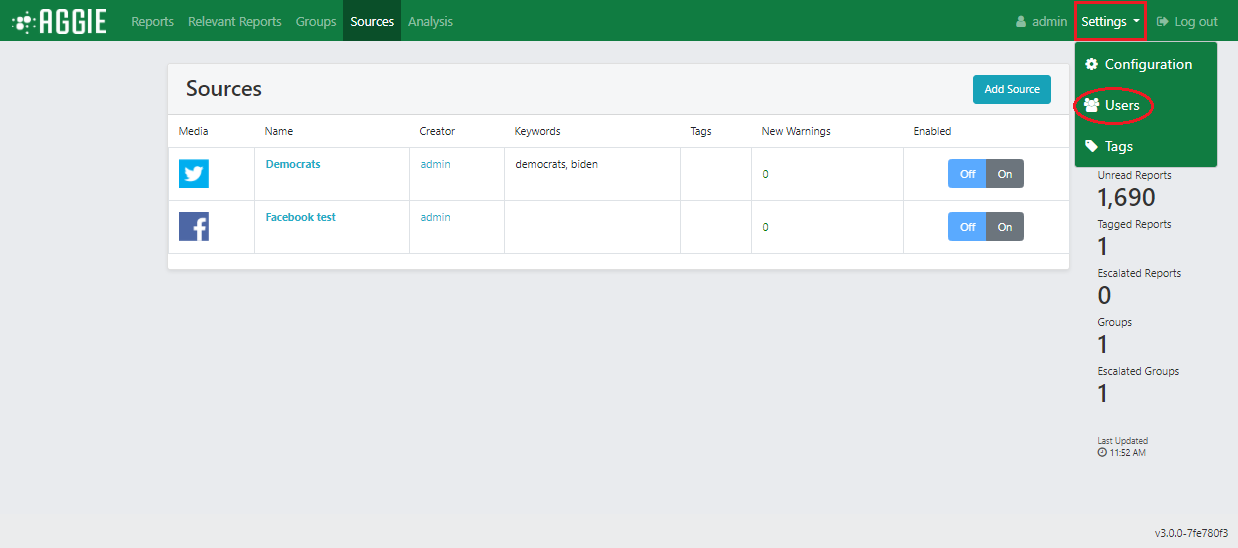 AGGIE Reports Relevant Reports Groups Sources Analysis admin Settings Log out
Configuration
Users
Tags
Sources Add Source
Media Name Creator Keywords Tags New Warnings Enabled
Democrats admin democrats, biden 0 Off On
Facebook test admin 0 Off On
Unread Reports
1,690
Tagged Reports
1
Escalated Reports
0
Groups
1
Escalated Groups
1
Last Updated
11:52 AM
v3.0.0-7fe780f3